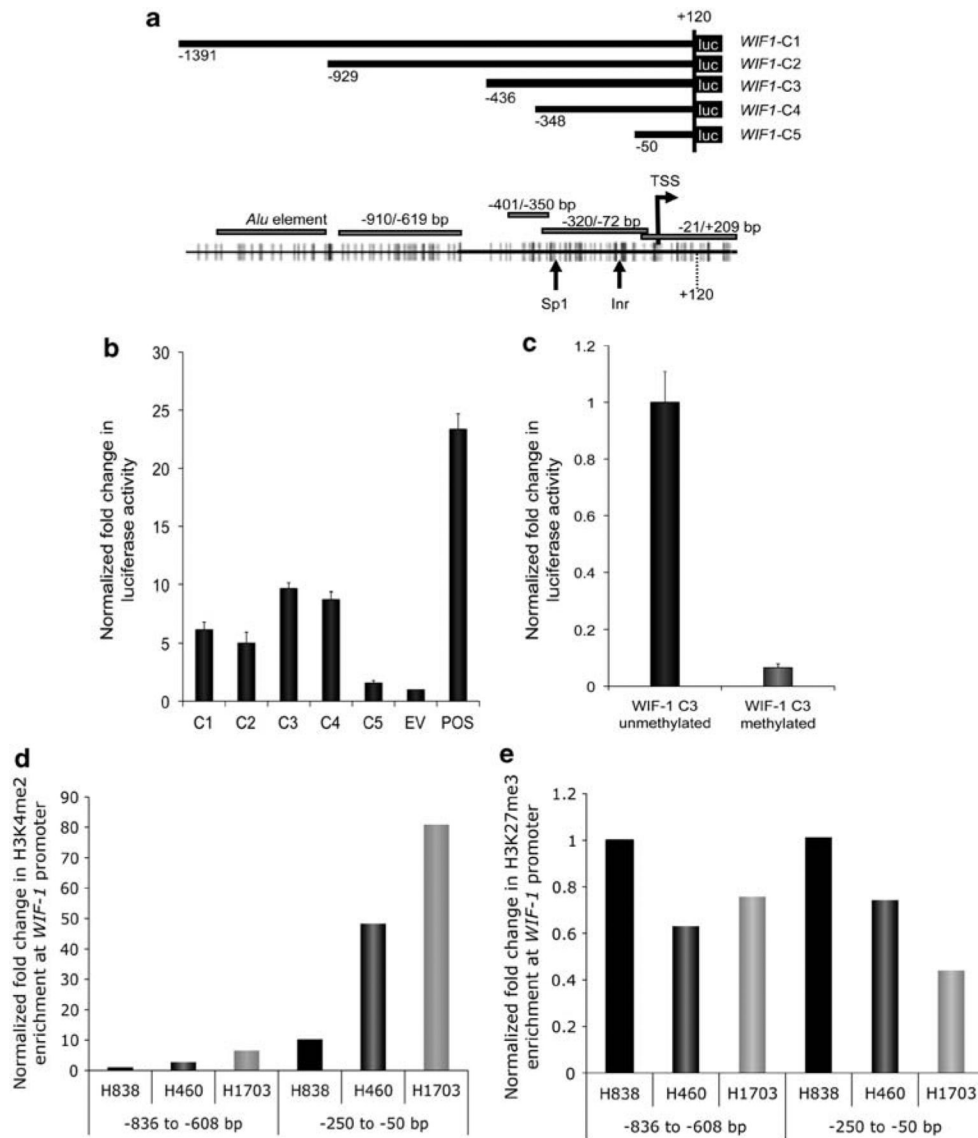 a
+120
-1391
luc
WIF1-C1
-929
luc
WIF1-C2
-436
luc
WIF1-C3
-348
luc
WIF1-C4
-50
luc
WIF1-C5
TSS
Alu element
-910/-619 bp
-401/-350 bp
-320/-72 bp
-21/+209 bp
Sp1
Inr
+120
b
Normalized fold change in
luciferase activity
30
25
20
15
10
5
0
C1 C2 C3 C4 C5 EV POS
c
Normalized fold change in
luciferase activity
1.2
1
0.8
0.6
0.4
0.2
0
WIF-1 C3
unmethylated
WIF-1 C3
methylated
d
Normalized fold change in H3K4me2
enrichment at WIF-1 promoter
90
80
70
60
50
40
30
20
10
0
H838 H460 H1703 H838 H460 H1703
-836 to -608 bp -250 to -50 bp
e
Normalized fold change in H3K27me3
enrichment at WIF-1 promoter
1.2
1
0.8
0.6
0.4
0.2
0
H838 H460 H1703 H838 H460 H1703
-836 to -608 bp -250 to -50 bp